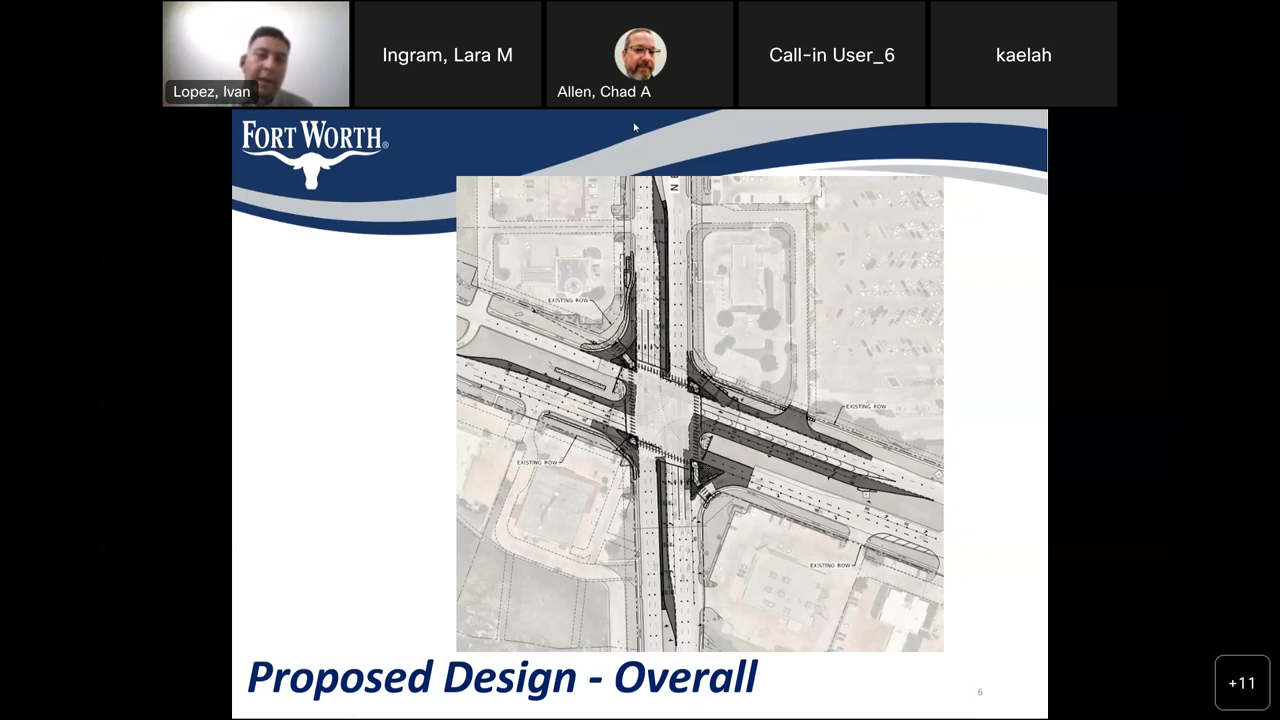 Lopez, Ivan
Ingram, Lara M
Allen, Chad A
Call-in User_6
kaelah
FORT WORTH®
EXISTING ROW
EXISTING ROW
EXISTING ROW
EXISTING ROW
Proposed Design - Overall
6
+11